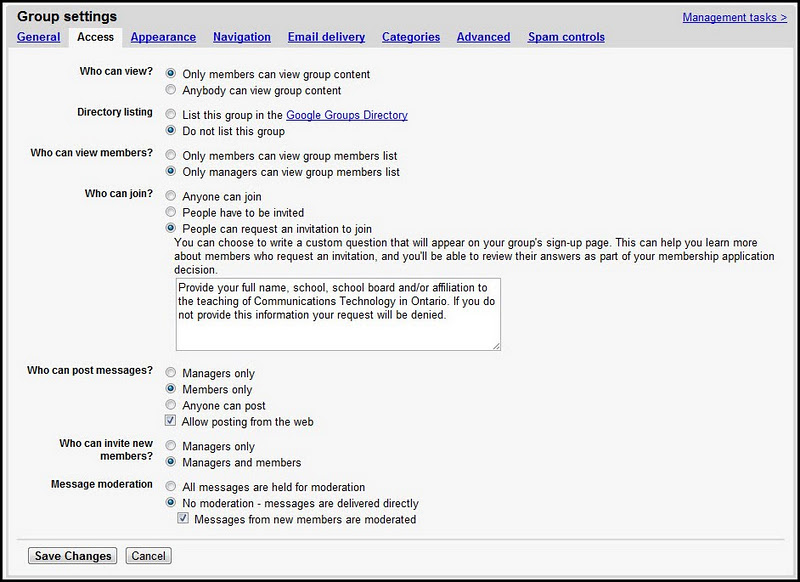 Group settings
Management tasks >
General Access Appearance Navigation Email delivery Categories Advanced Spam controls
Who can view? Only members can view group content
Anybody can view group content
Directory listing List this group in the Google Groups Directory
Do not list this group
Who can view members? Only members can view group members list
Only managers can view group members list
Who can join? Anyone can join
People have to be invited
People can request an invitation to join
You can choose to write a custom question that will appear on your group's sign-up page. This can help you learn more
about members who request an invitation, and you'll be able to review their answers as part of your membership application
decision.
Provide your full name, school, school board and/or affiliation to
the teaching of Communications Technology in Ontario. If you do
not provide this information your request will be denied.
Who can post messages? Managers only
Members only
Anyone can post
Allow posting from the web
Who can invite new
members?
Managers only
Managers and members
Message moderation All messages are held for moderation
No moderation - messages are delivered directly
Messages from new members are moderated
Save Changes Cancel